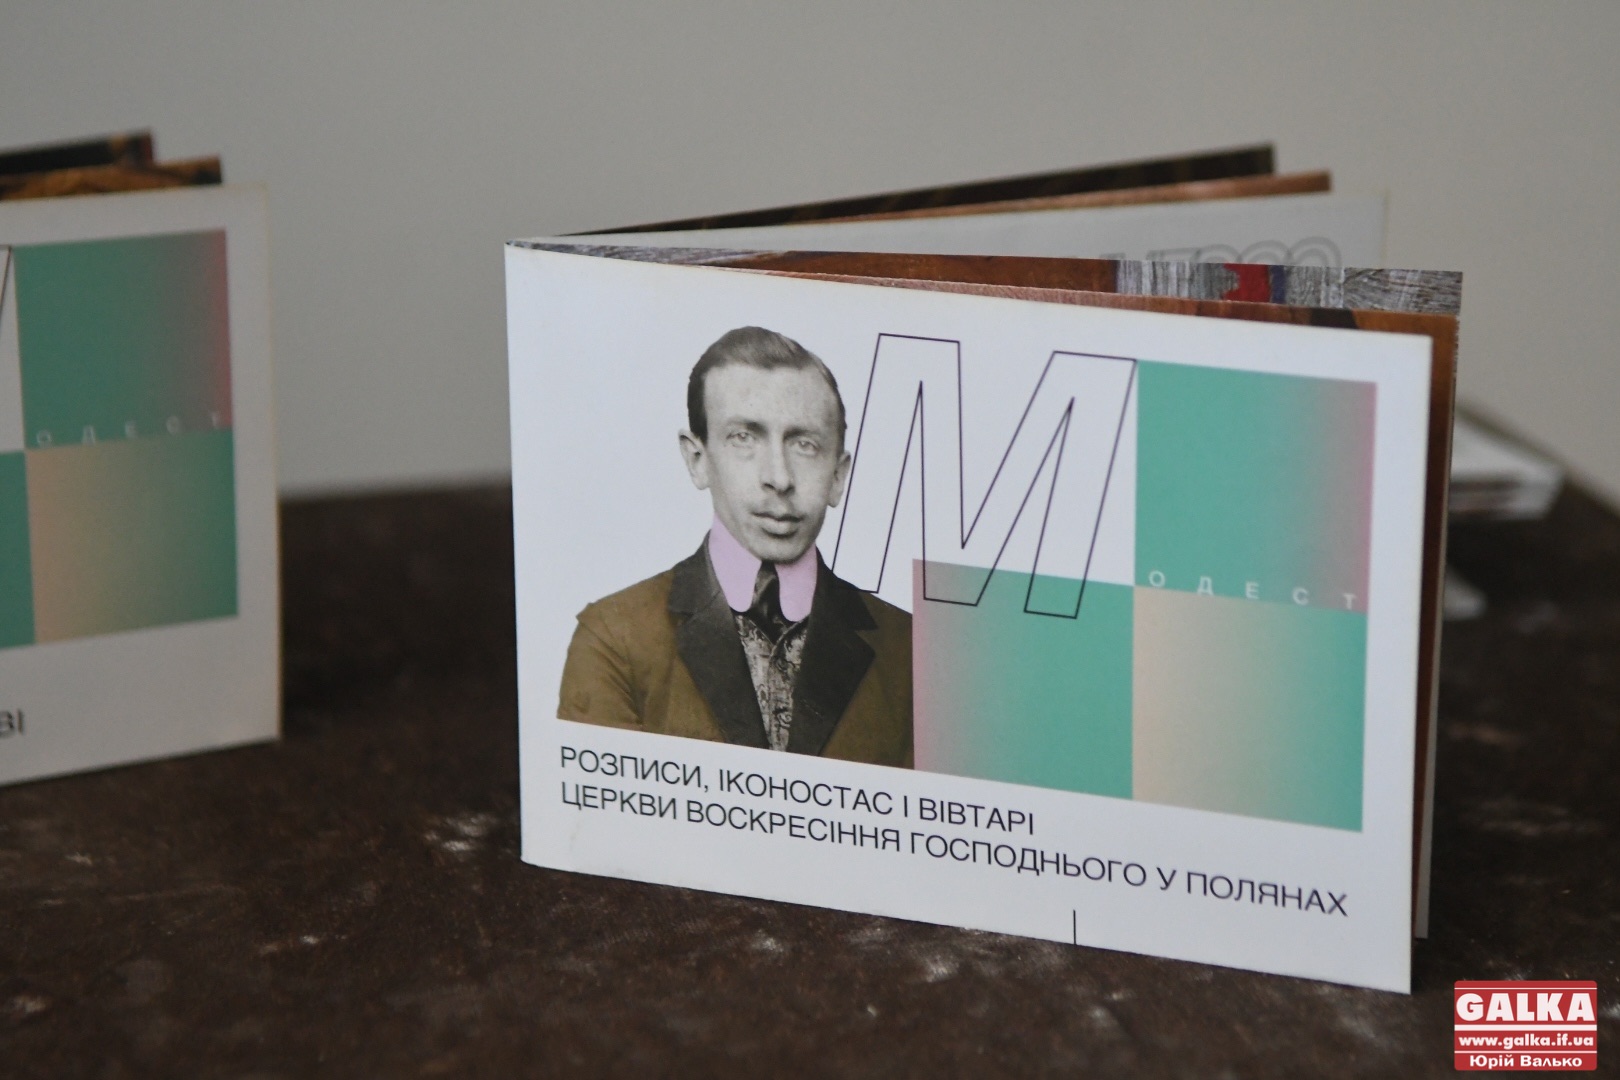 М
ОДЕСТ
РОЗПИСИ, ІКОНОСТАС І ВІВТАРІ
ЦЕРКВИ ВОСКРЕСІННЯ ГОСПОДНЬОГО У ПОЛЯНАХ
ОДЕСТ
ВІ
GALKA
www.galka.if.ua
Юрій Валько